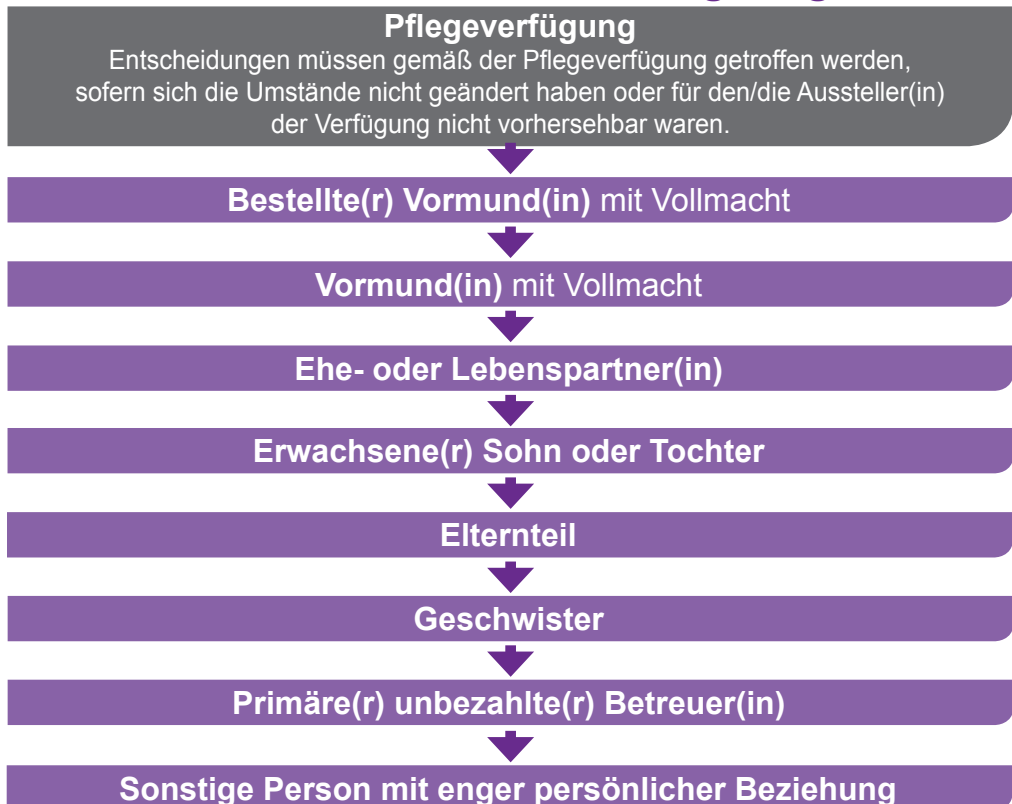 Pflegeverfügung
Entscheidungen müssen gemäß der Pflegeverfügung getroffen werden,
sofern sich die Umstände nicht geändert haben oder für den/die Aussteller(in)
der Verfügung nicht vorhersehbar waren.
Bestellte(r) Vormund(in) mit Vollmacht
Vormund(in) mit Vollmacht
Ehe- oder Lebenspartner(in)
Erwachsene(r) Sohn oder Tochter
Elternteil
Geschwister
Primäre(r) unbezahlte(r) Betreuer(in)
Sonstige Person mit enger persönlicher Beziehung